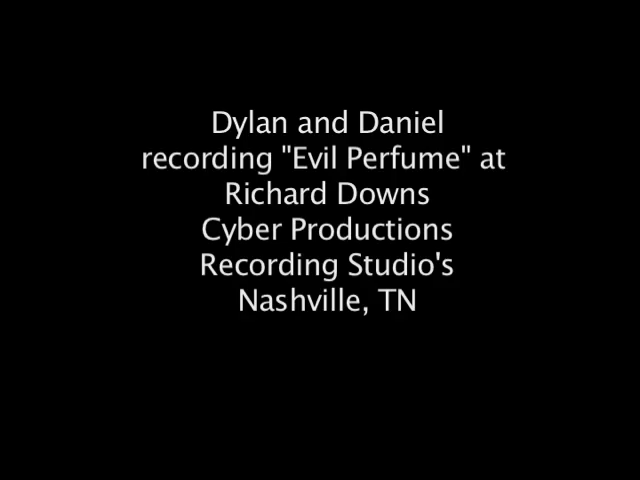 Dylan and Daniel
recording "Evil Perfume" at
Richard Downs
Cyber Productions
Recording Studio's
Nashville, TN